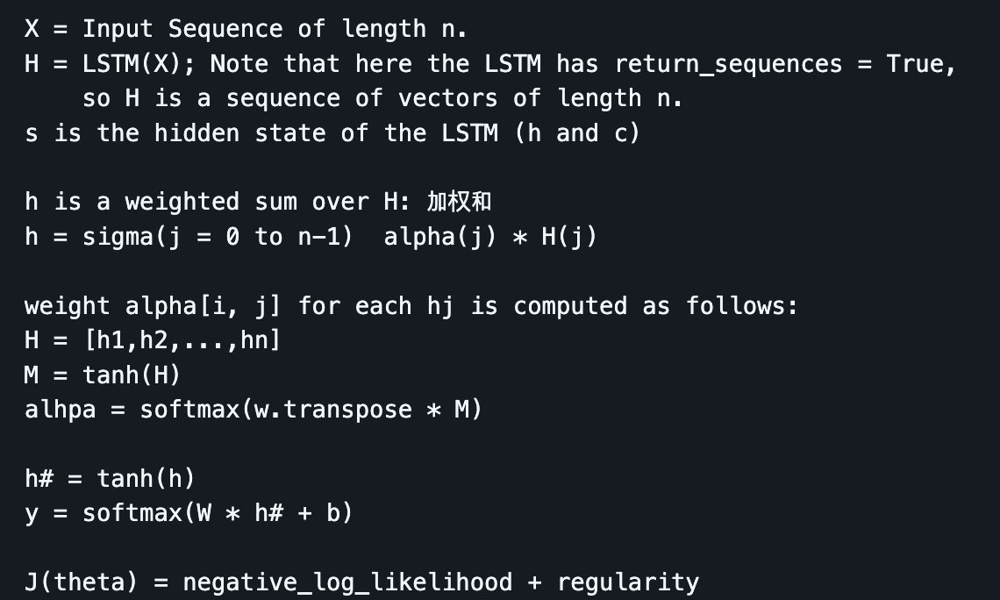 X = Input Sequence of length n.
H = LSTM(X); Note that here the LSTM has return_sequences = True,
so H is a sequence of vectors of length n.
s is the hidden state of the LSTM (h and c)
h is a weighted sum over H: 加权和
h = sigma(j = 0 to n-1)  alpha(j) * H(j)
weight alpha[i, j] for each hj is computed as follows:
H = [h1,h2,...,hn]
M = tanh(H)
alhpa = softmax(w.transpose * M)
h# = tanh(h)
y = softmax(W * h# + b)
J(theta) = negative_log_likelihood + regularity